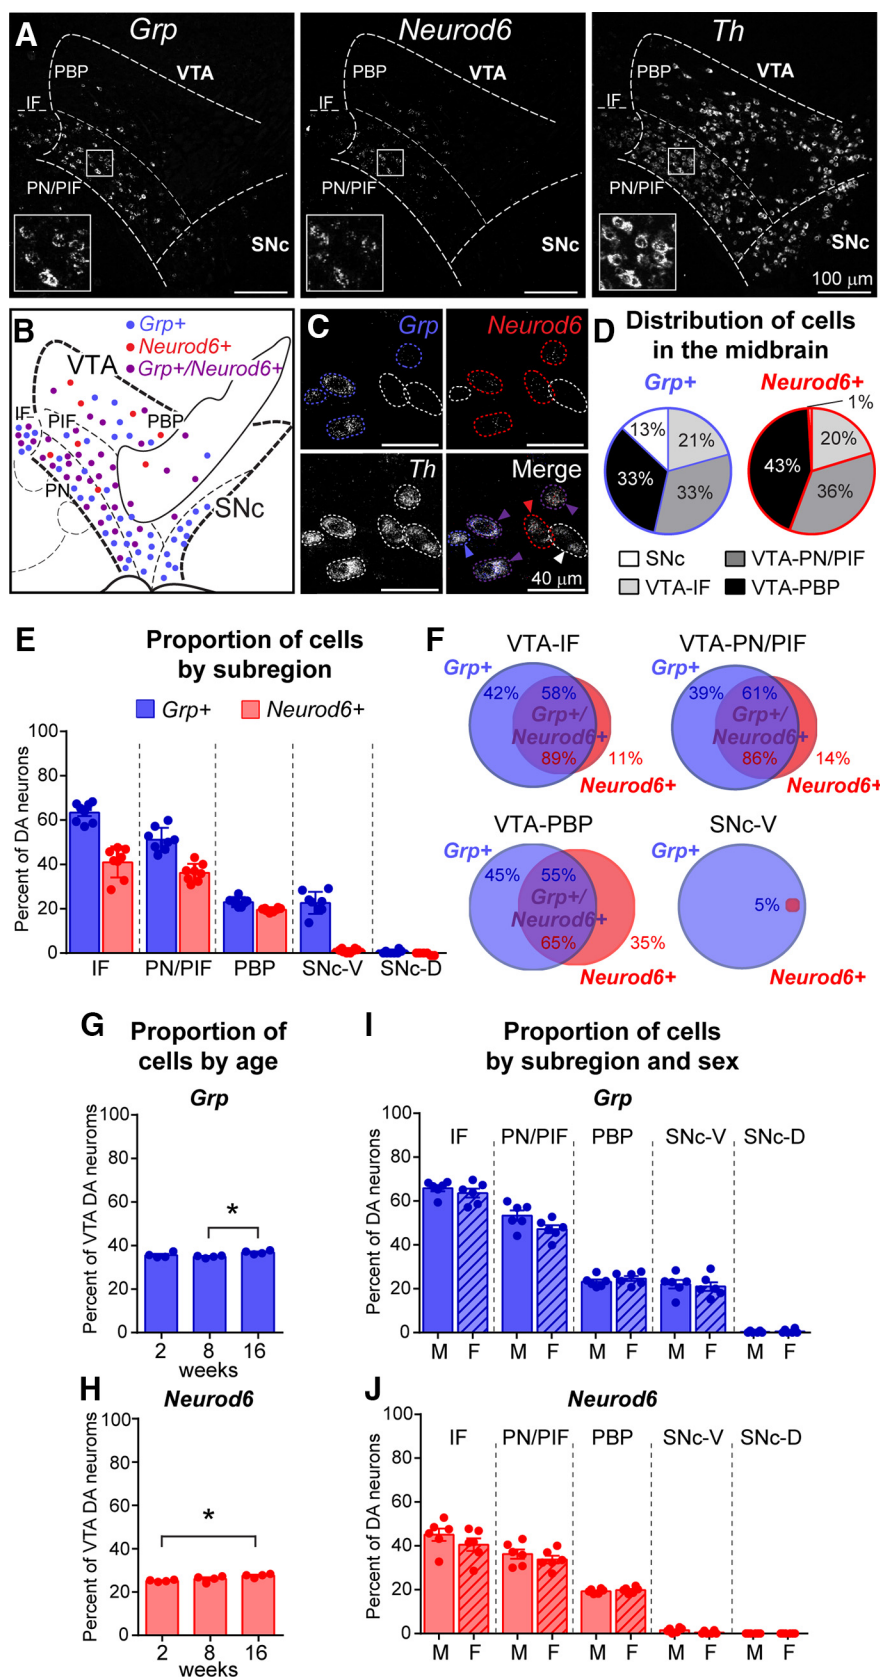 A
Grp
PBP
VTA
IF
PN/PIF
SNc
Neurod6
PBP
VTA
IF
PN/PIF
SNc
Th
PBP
VTA
IF
PN/PIF
SNc
100 µm
B
Grp+
Neurod6+
Grp+/Neurod6+
VTA
IF
PIF
PBP
PN
SNc
C
Grp
Neurod6
Th
Merge
40 µm
D
Distribution of cells
in the midbrain
Grp+
Neurod6+
13%
21%
33%
33%
1%
20%
43%
36%
SNc
VTA-PN/PIF
VTA-IF
VTA-PBP
E
Proportion of cells
by subregion
Grp+
Neurod6+
Percent of DA neurons
100
80
60
40
20
0
IF
PN/PIF
PBP
SNc-V
SNc-D
F
VTA-IF
Grp+
42%
58%
Grp+/
Neurod6+
89%
11%
Neurod6+
VTA-PN/PIF
Grp+
39%
61%
Grp+/
Neurod6+
86%
14%
Neurod6+
VTA-PBP
Grp+
45%
55%
Grp+/
Neurod6+
65%
35%
Neurod6+
SNc-V
Grp+
5%
Neurod6+
G
Proportion of
cells by age
Grp
Percent of VTA DA neuroms
100
80
60
40
20
0
*
2 8 16
weeks
H
Neurod6
Percent of VTA DA neurons
100
80
60
40
20
0
*
2 8 16
weeks
I
Proportion of cells
by subregion and sex
Grp
Percent of DA neurons
100
80
60
40
20
0
IF PN/PIF PBP SNc-V SNc-D
M F M F M F M F M F
J
Neurod6
Percent of DA neurons
100
80
60
40
20
0
IF PN/PIF PBP SNc-V SNc-D
M F M F M F M F M F